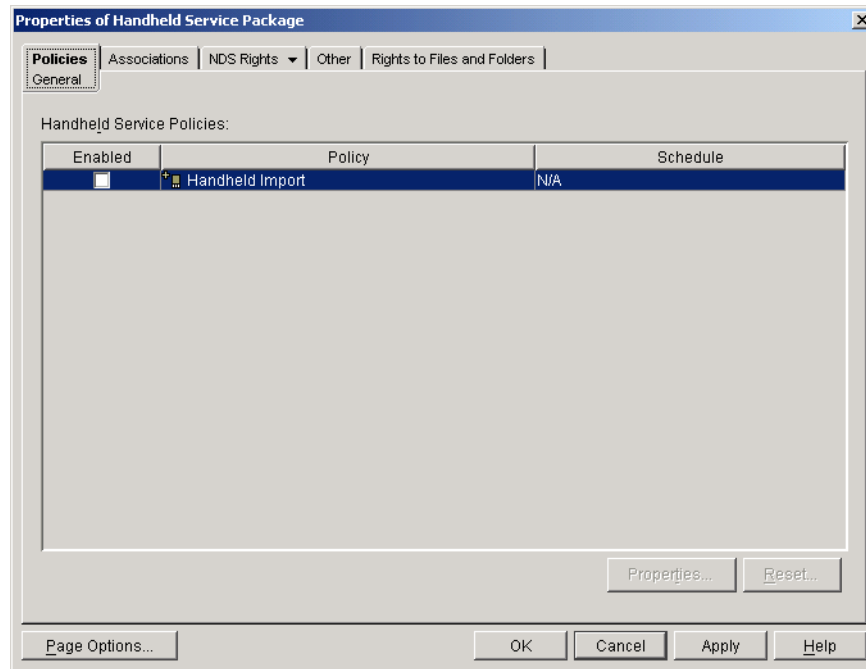 Properties of Handheld Service Package
Policies Associations NDS Rights Other Rights to Files and Folders
General
Handheld Service Policies:
Enabled Policy Schedule
Handheld Import N/A
Properties... Reset...
Page Options... OK Cancel Apply Help